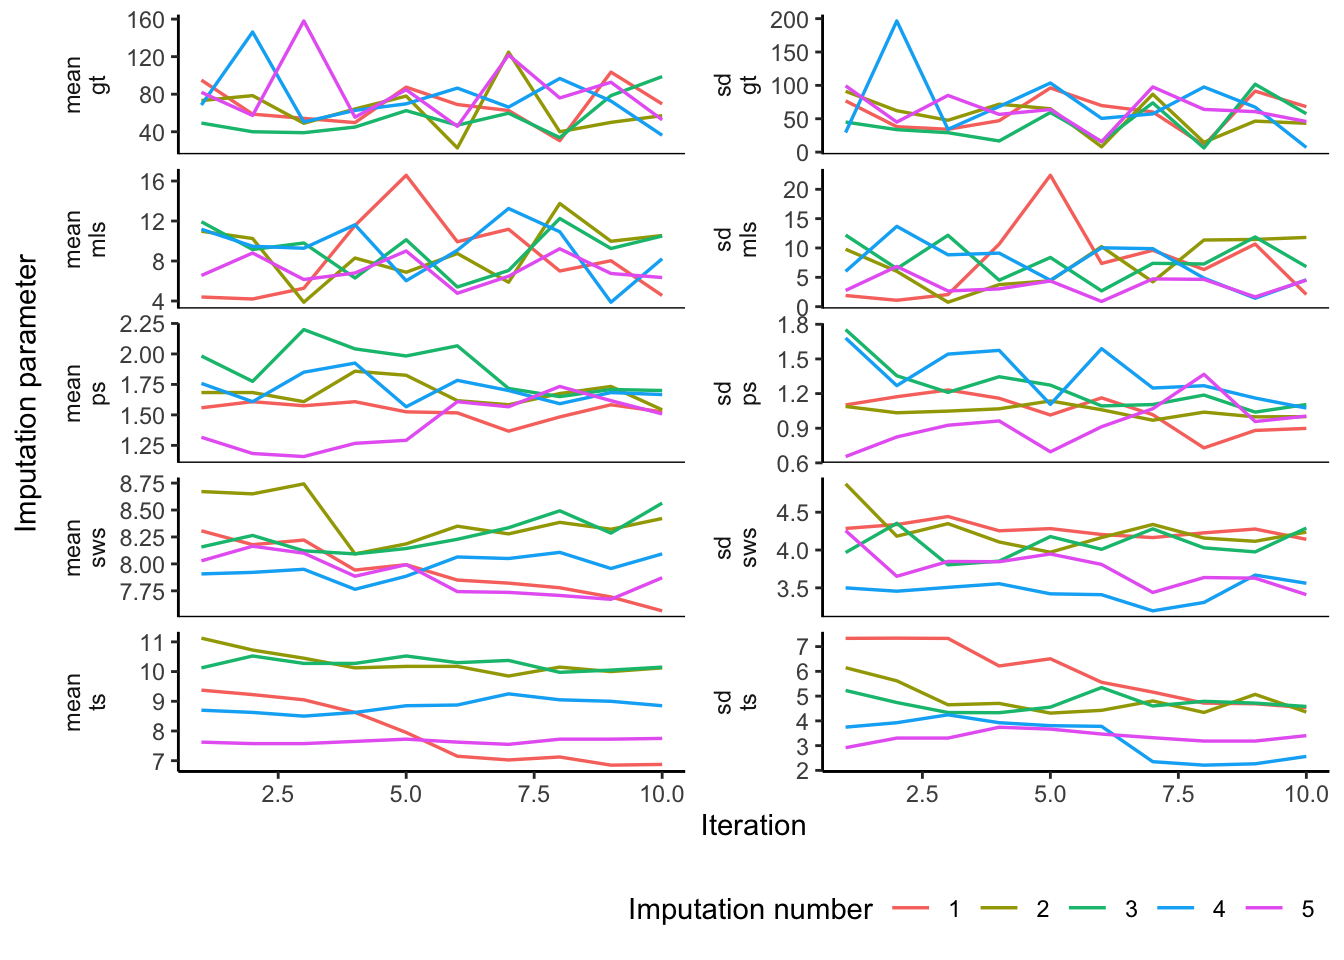 160
120
80
40
mean
gt
200
150
100
50
0
sd
gt
16
12
8
4
mean
mls
20
15
10
5
0
sd
mls
2.25
2.00
1.75
1.50
1.25
mean
ps
1.8
1.5
1.2
0.9
0.6
sd
ps
8.75
8.50
8.25
8.00
7.75
mean
sws
4.5
4.0
3.5
sd
sws
11
10
9
8
7
mean
ts
7
6
5
4
3
2
sd
ts
2.5 5.0 7.5 10.0
2.5 5.0 7.5 10.0
Imputation parameter
Iteration
Imputation number 1 2 3 4 5